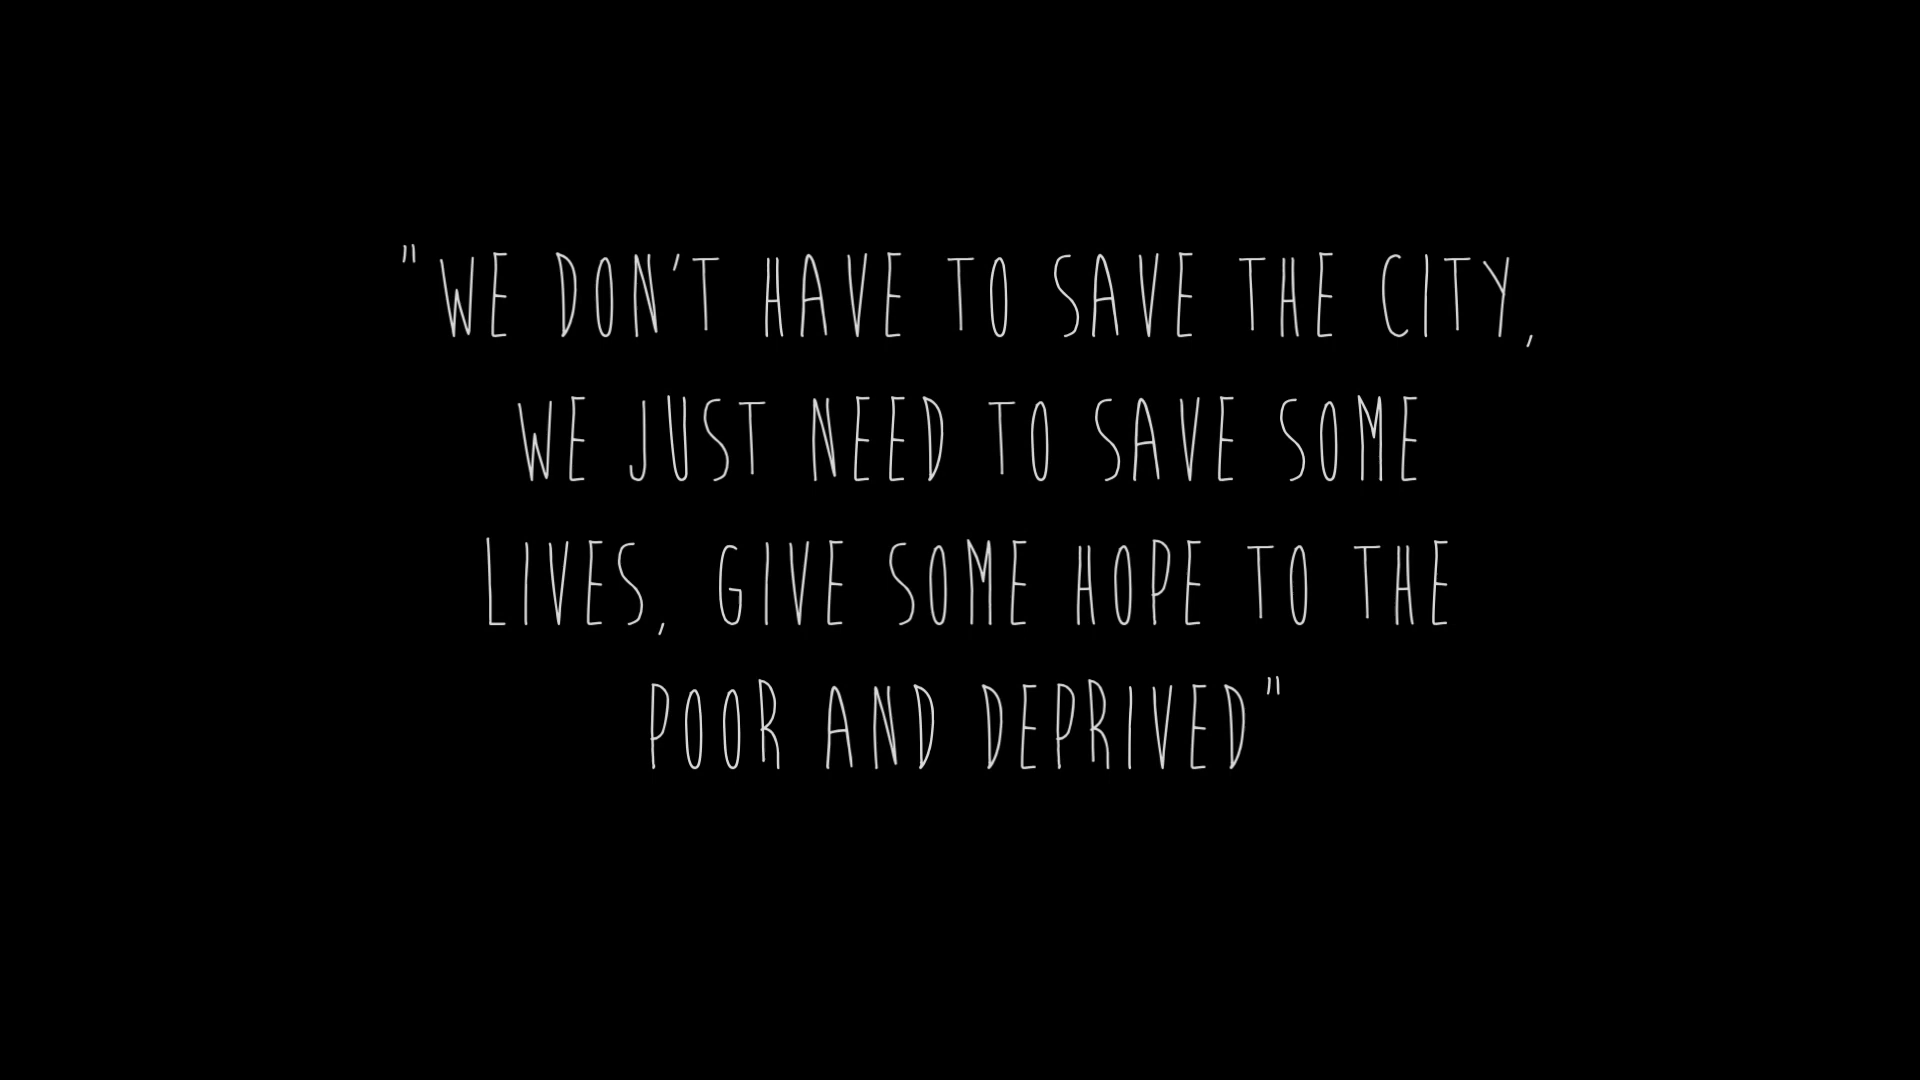 "WE DON'T HAVE TO SAVE THE CITY,
WE JUST NEED TO SAVE SOME
LIVES, GIVE SOME HOPE TO THE
POOR AND DEPRIVED"